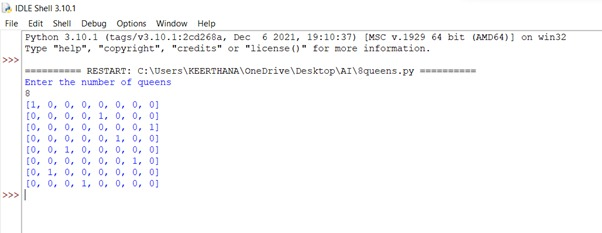 IDLE Shell 3.10.1
File Edit Shell Debug Options Window Help
Python 3.10.1 (tags/v3.10.1:2cd268a, Dec  6 2021, 19:10:37) [MSC v.1929 64 bit (AMD64)] on win32
Type "help", "copyright", "credits" or "license()" for more information.
>>>
========== RESTART: C:\Users\KEERTHANA\OneDrive\Desktop\AI\8queens.py ==========
Enter the number of queens
8
[1, 0, 0, 0, 0, 0, 0, 0]
[0, 0, 0, 0, 1, 0, 0, 0]
[0, 0, 0, 0, 0, 0, 0, 1]
[0, 0, 0, 0, 0, 1, 0, 0]
[0, 0, 1, 0, 0, 0, 0, 0]
[0, 0, 0, 0, 0, 0, 1, 0]
[0, 1, 0, 0, 0, 0, 0, 0]
[0, 0, 0, 1, 0, 0, 0, 0]
>>>